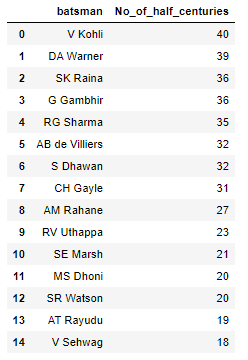 batsman No_of_half_centuries
0 V Kohli 40
1 DA Warner 39
2 SK Raina 36
3 G Gambhir 36
4 RG Sharma 35
5 AB de Villiers 32
6 S Dhawan 32
7 CH Gayle 31
8 AM Rahane 27
9 RV Uthappa 23
10 SE Marsh 21
11 MS Dhoni 20
12 SR Watson 20
13 AT Rayudu 19
14 V Sehwag 18